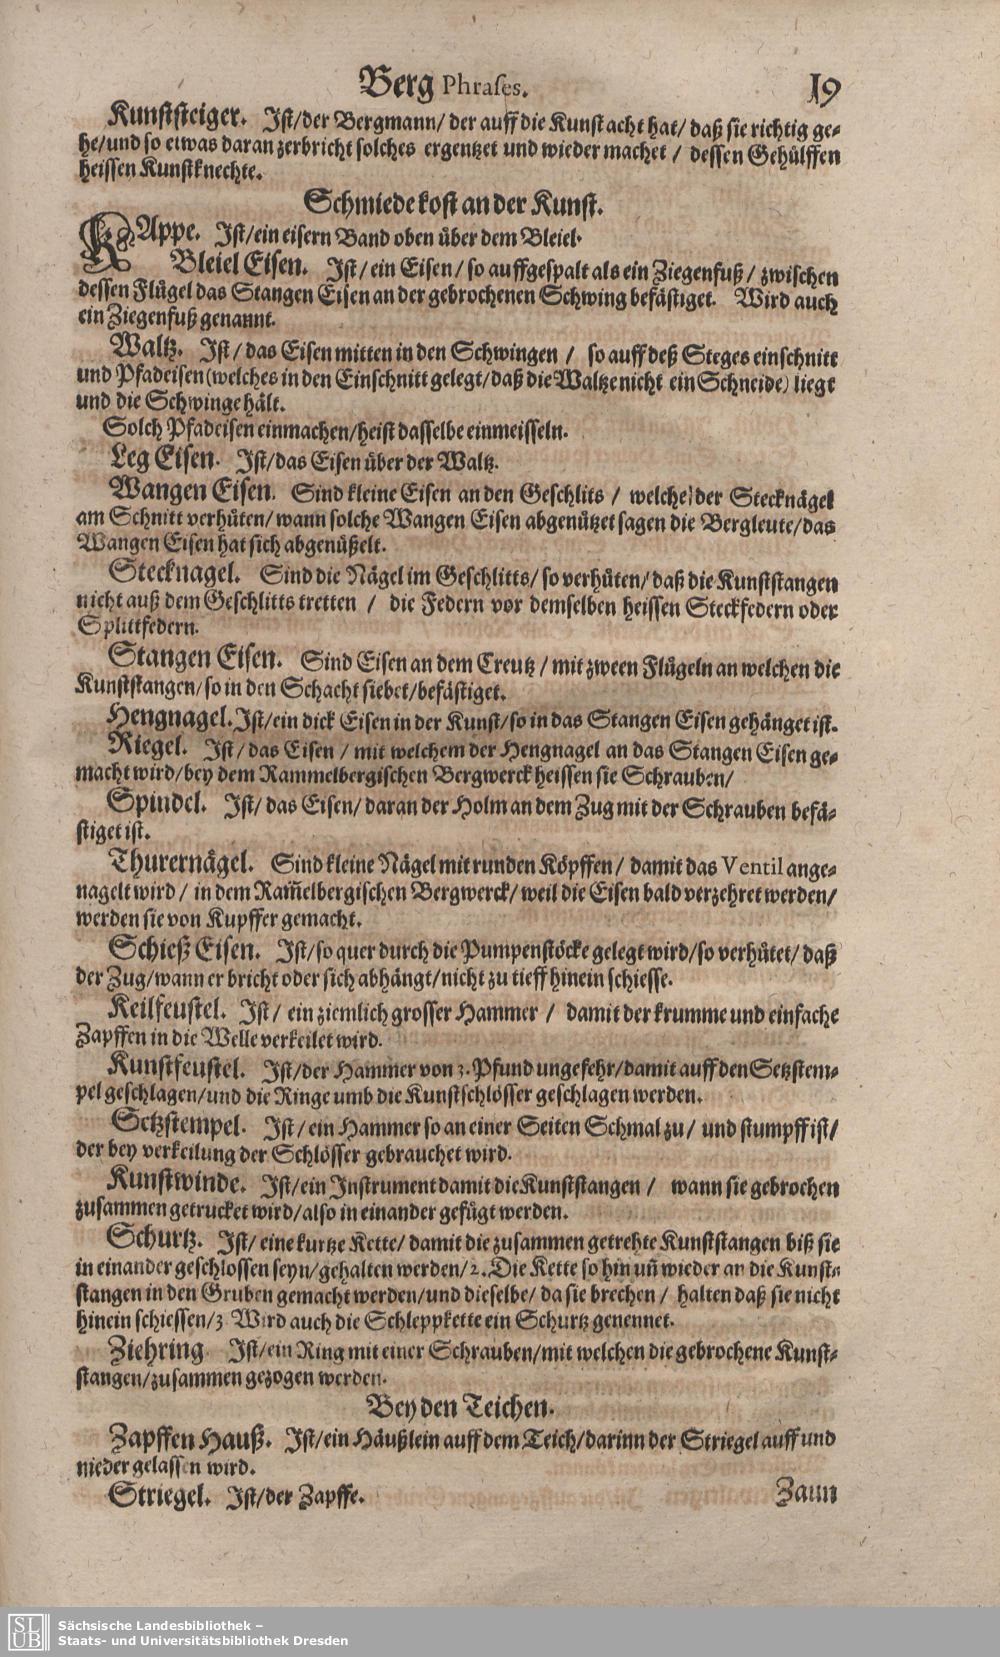 Berg Phrases. 19
Kunststeiger. Ist/der Bergmann/ der auff die Kunst acht hat/ daß sie richtig ge-
he/und so etwas daran zerbricht solches ergentzet und wieder machet / dessen Gehülffen
heissen Kunstknechte.
Schmiedekost an der Kunst.
KAppe. Ist/ein eisern Band oben über dem Bleiel.
Bleiel Eisen. Ist/ ein Eisen/ so auffgespalt als ein Ziegenfuß/ zwischen
dessen Flügel das Stangen Eisen an der gebrochenen Schwing befästiget. Wird auch
ein Ziegenfuß genannt.
Waltz. Ist/ das Eisen mitten in den Schwingen / so auff deß Steges einschnitt
und Pfadeisen (welches in den Einschnitt gelegt/daß die Waltze nicht ein Schneide) liegt
und die Schwinge hält.
Solch Pfadeisen einmachen/heist dasselbe einmeisseln.
Leg Eisen. Ist/das Eisen über der Waltz.
Wangen Eisen. Sind kleine Eisen an den Geschlits / welche)der Stecknägel
am Schnitt verhüten/wann solche Wangen Eisen abgenützet sagen die Bergleute/das
Wangen Eisen hat sich abgenüßelt.
Stecknagel. Sind die Nägel im Geschlitts/ so verhüten/ daß die Kunststangen
nicht auß dem Geschlitts tretten / die Federn vor demselben heissen Steckfedern oder
Splittfedern.
Stangen Eisen. Sind Eisen an dem Creutz / mit zween Flügeln an welchen die
Kunststangen/so in den Schacht siebet/befästiget.
Hengnagel. Ist/ein dick Eisen in der Kunst/so in das Stangen Eisen gehänget ist.
Riegel. Ist/ das Eisen / mit welchem der Hengnagel an das Stangen Eisen ge-
macht wird/bey dem Rammelbergischen Bergwerck heissen sie Schrauben/
Spindel. Ist/ das Eisen/ daran der Holm an dem Zug mit der Schrauben befä-
stiget ist.
Thurernägel. Sind kleine Nägel mit runden Köpffen/ damit das Ventil ange-
nagelt wird / in dem Ram̃elbergischen Bergwerck/ weil die Eisen bald verzehret werden/
werden sie von Kupffer gemacht.
Schieß Eisen. Ist/so quer durch die Pumpenstöcke gelegt wird/so verhütet/ daß
der Zug/wann er bricht oder sich abhängt/nicht zu tieff hinein schiesse.
Keilfeustel. Ist/ ein ziemlich grosser Hammer / damit der krumme und einfache
Zapffen in die Welle verkeilet wird.
Kunstfeustel. Ist/der Hammer von 3. Pfund ungefehr/damit auff den Setzstem-
pel geschlagen/und die Ringe umb die Kunstschlösser geschlagen werden.
Setzstempel. Ist/ ein Hammer so an einer Seiten Schmal zu/ und stumpff ist/
der bey verkeilung der Schlösser gebrauchet wird.
Kunstwinde. Ist/ein Instrument damit die Kunststangen / wann sie gebrochen
zusammen getrucket wird/also in einander gefügt werden.
Schurtz. Ist/ eine kurtze Kette/ damit die zusammen getrehte Kunststangen biß sie
in einander geschlossen seyn/gehalten werden/2. Die Kette so hin uñ wieder an die Kunst-
stangen in den Gruben gemacht werden/und dieselbe/ da sie brechen / halten daß sie nicht
hinein schiessen/3 Wird auch die Schleppkette ein Schurtz genennet.
Ziehring. Ist/ein Ring mit einer Schrauben/mit welchen die gebrochene Kunst-
stangen/zusammen gezogen werden.
Bey den Teichen.
Zapffen Hauß. Ist/ein Häußlein auff dem Teich/darinn der Striegel auff und
nieder gelassen wird.
Striegel. Ist/der Zapffe.
Zaun
SLUB
Sächsische Landesbibliothek –
Staats- und Universitätsbibliothek Dresden